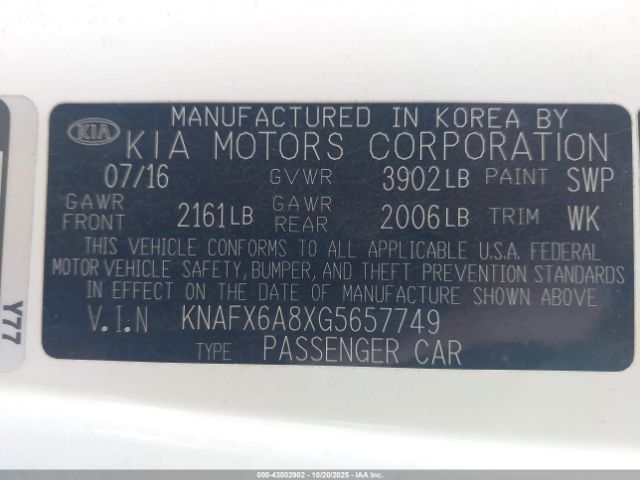 MANUFACTURED IN KOREA BY
KIA KIA MOTORS CORPORATION
07/16 GVWR 3902LB PAINT SWP
GAWR FRONT 2161LB GAWR REAR 2006LB TRIM WK
THIS VEHICLE CONFORMS TO ALL APPLICABLE U.S.A. FEDERAL
MOTOR VEHICLE SAFETY, BUMPER, AND THEFT PREVENTION STANDARDS
IN EFFECT ON THE DATE OF MANUFACTURE SHOWN ABOVE
V.I.N KNAFX6A8XG5657749
TYPE PASSENGER CAR
Y77
000-43502902 - 10/20/2025 - COPYRIGHT © IAA, LLC.